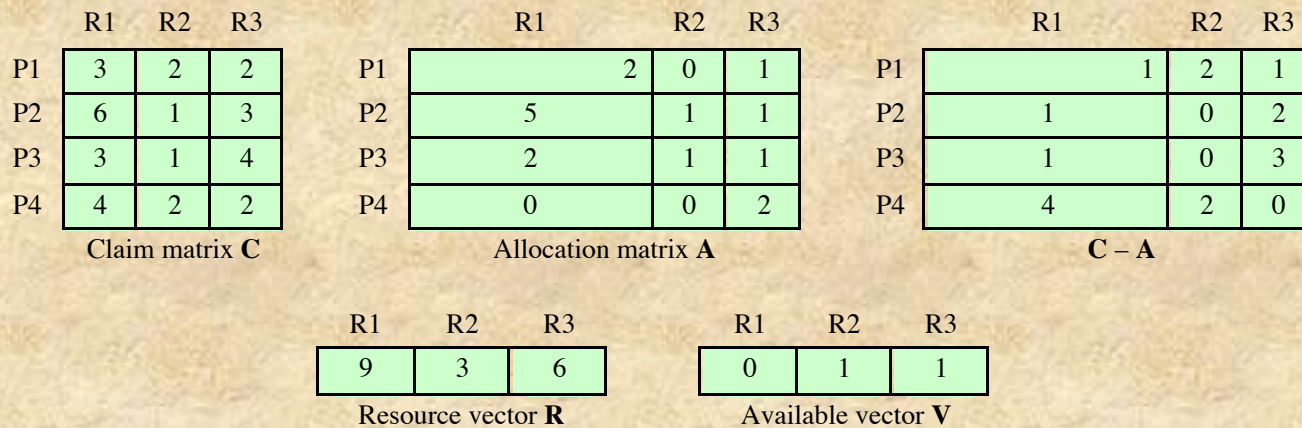 R1 R2 R3 R1 R2 R3 R1 R2 R3
P1 3 2 2 P1 2 0 1 P1 1 2 1
P2 6 1 3 P2 5 1 1 P2 1 0 2
P3 3 1 4 P3 2 1 1 P3 1 0 3
P4 4 2 2 P4 0 0 2 P4 4 2 0
Claim matrix C Allocation matrix A C – A
R1 R2 R3 R1 R2 R3
9 3 6 0 1 1
Resource vector R Available vector V